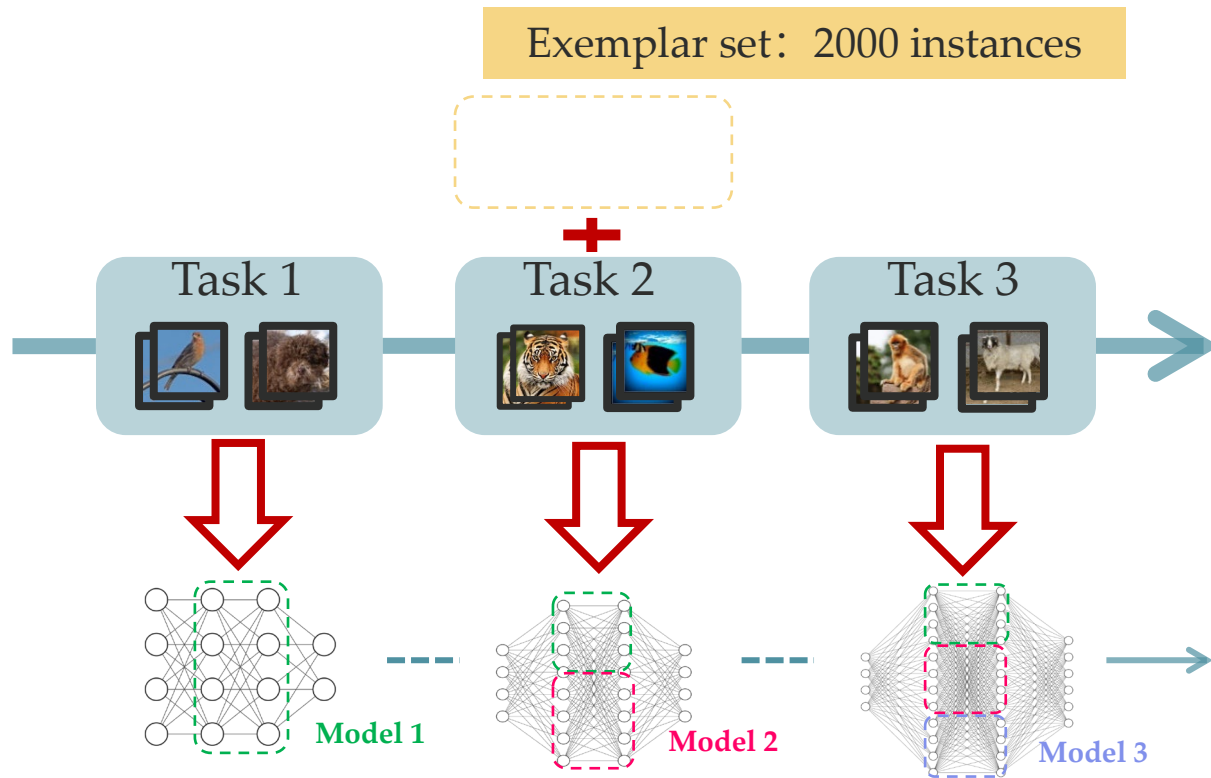 Exemplar set：2000 instances
Task 1
Task 2
Task 3
Model 1
Model 2
Model 3